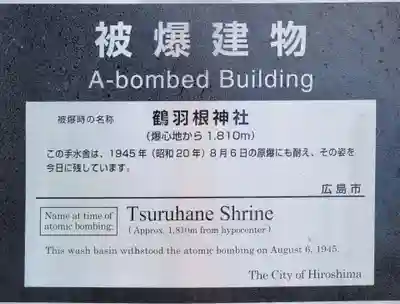 被爆建物
A-bombed Building
被爆時の名称 鶴羽根神社
(爆心地から 1.810m)
この手水舎は、1945年(昭和20年)8月6日の原爆にも耐え、その姿を
今日に残しています。
広島市
Name at time of
atomic bombing:
Tsuruhane Shrine
( Approx. 1,810m from hypocenter )
This wash basin withstood the atomic bombing on August 6, 1945.
The City of Hiroshima